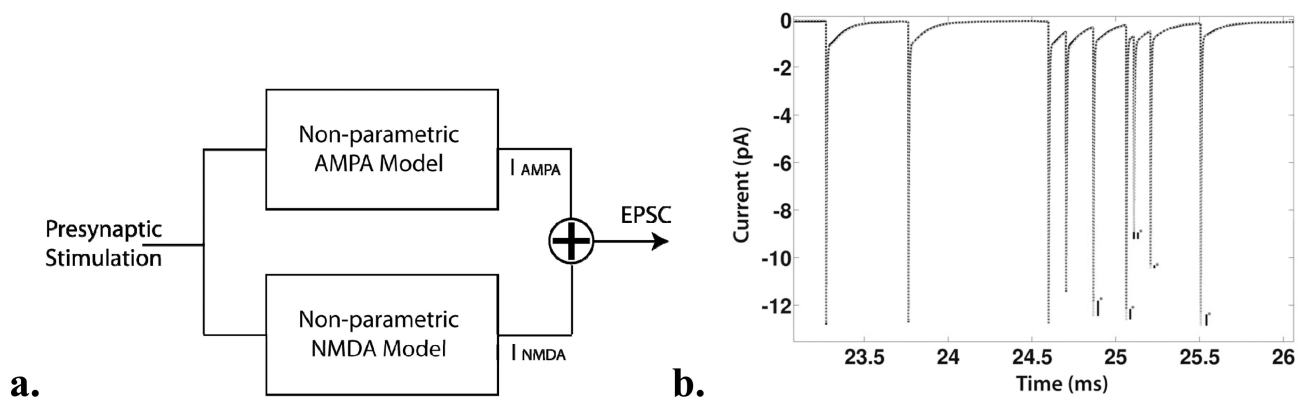 Non-parametric
AMPA Model
I AMPA
Presynaptic
Stimulation
EPSC
Non-parametric
NMDA Model
I NMDA
a.
Current (pA)
0
-2
-4
-6
-8
-10
-12
23.5 24 24.5 25 25.5 26
Time (ms)
b.